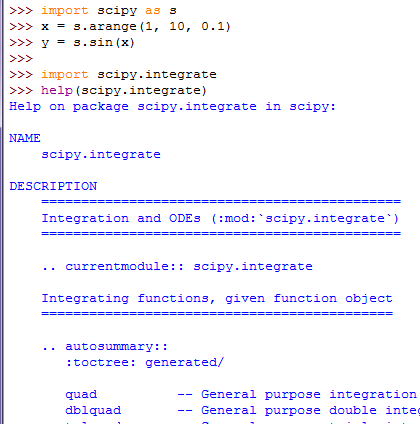 >>> import scipy as s
>>> x = s.arange(1, 10, 0.1)
>>> y = s.sin(x)
>>>
>>> import scipy.integrate
>>> help(scipy.integrate)
Help on package scipy.integrate in scipy:
NAME
    scipy.integrate
DESCRIPTION
    =============================================
    Integration and ODEs (:mod:`scipy.integrate`)
    =============================================
    .. currentmodule:: scipy.integrate
    Integrating functions, given function object
    ============================================
    .. autosummary::
       :toctree: generated/
       quad          -- General purpose integration
       dblquad       -- General purpose double